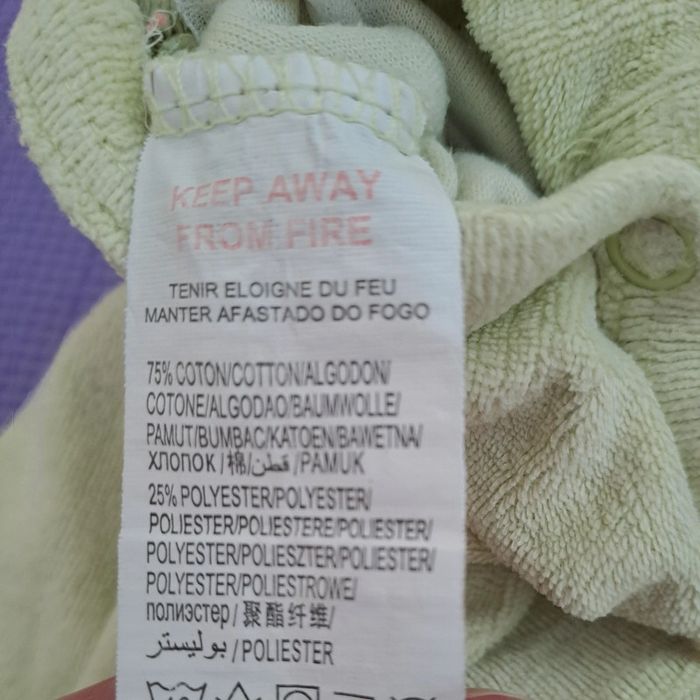 KEEP AWAY
FROM FIRE
TENIR ELOIGNE DU FEU
MANTER AFASTADO DO FOGO
75% COTON/COTTON/ALGODON/
COTONE/ALGODAO/BAUMWOLLE/
PAMUT/BUMBAC/KATOEN/BAWETNA/
ХЛОПОК/棉/قطن/PAMUK
25% POLYESTER/POLYESTER/
POLIESTER/POLIESTERE/POLIESTER/
POLYESTER/POLIESZTER/POLIESTER/
POLYESTER/POLIESTROWE/
полиэстер/聚酯纤维/
بوليستر/POLIESTER